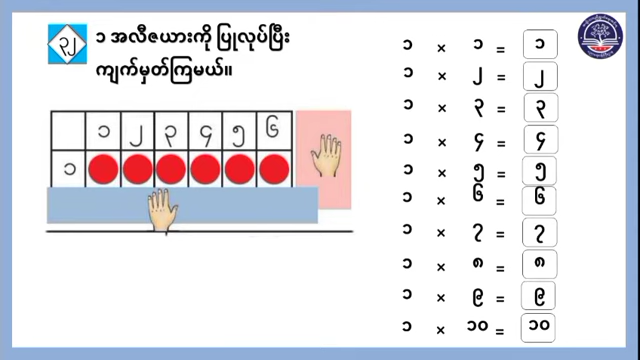 ၃၂
၁ အလီဇယားကို ပြုလုပ်ပြီး
ကျက်မှတ်ကြမယ်။
၁ ၂ ၃ ၄ ၅ ၆
၁
၁ × ၁ = ၁
၁ × ၂ = ၂
၁ × ၃ = ၃
၁ × ၄ = ၄
၁ × ၅ = ၅
၁ × ၆ = ၆
၁ × ၇ = ၇
၁ × ၈ = ၈
၁ × ၉ = ၉
၁ × ၁၀ = ၁၀